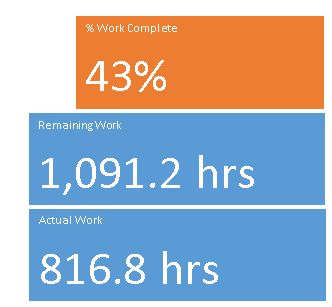 % Work Complete
43%
Remaining Work
1,091.2 hrs
Actual Work
816.8 hrs